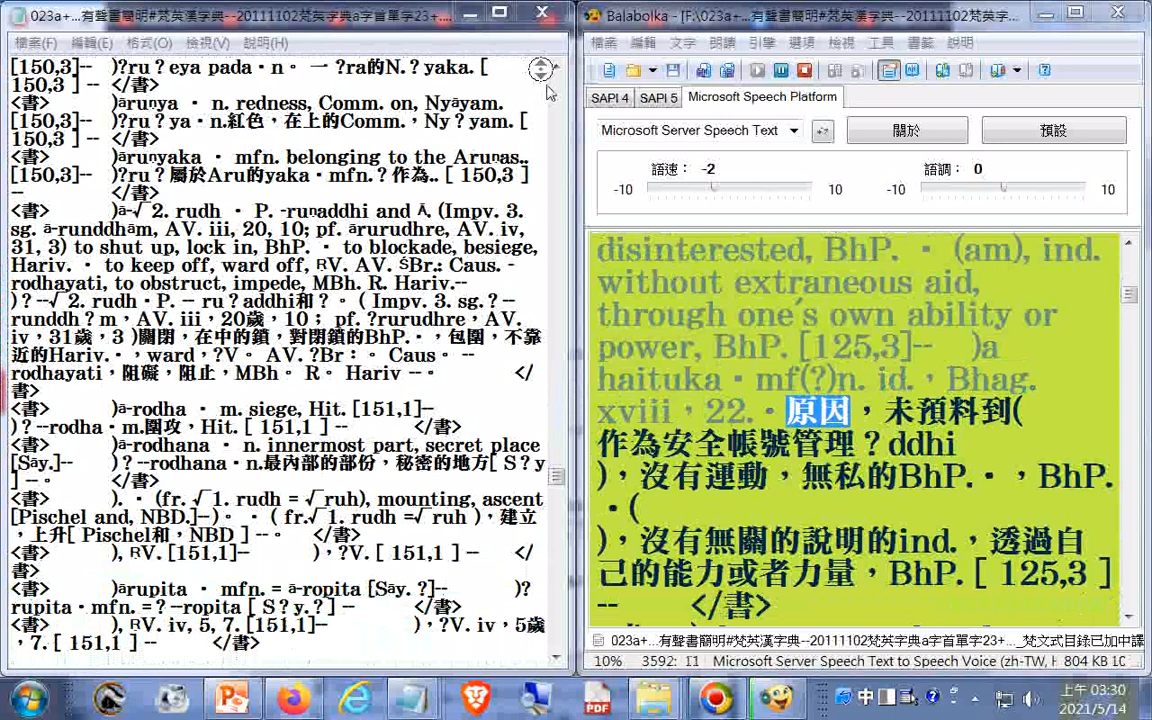 023a+...有聲書簡明#梵英漢字典--20111102梵英字典a字首單字23+...
檔案(F) 編輯(E) 格式(O) 檢視(V) 說明(H)
[150,3]-- )?ru？eya pada‧n。 一 ?ra的N.？yaka. [
150,3 ] -- </書>
<書> )āruṇya ‧ n. redness, Comm. on, Nyāyam.
[150,3]-- )?ru？ya‧n.紅色，在上的Comm.，Ny？yam. [
150,3 ] -- </書>
<書> )āruṇyaka ‧ mfn. belonging to the Aruṇas..
[150,3]-- )?ru？屬於Aru的yaka‧mfn.？作為.. [ 150,3 ]
-- </書>
<書> )ā-√ 2. rudh ‧ P. -ruṇaddhi and Ā. (Impv. 3.
sg. ā-runddhām, AV. iii, 20, 10; pf. ārurudhre, AV. iv,
31, 3) to shut up, lock in, BhP. ‧ to blockade, besiege,
Hariv. ‧ to keep off, ward off, RV. AV. ŚBr.: Caus. -
rodhayati, to obstruct, impede, MBh. R. Hariv.--
)？--√ 2. rudh‧P. -- ru？addhi和？。( Impv. 3. sg.？--
runddh？m，AV. iii，20歲，10； pf. ?rurudhre，AV.
iv，31歲，3 )關閉，在中的鎖，對閉鎖的BhP.‧，包圍，不靠
近的Hariv.‧，ward，?V。 AV. ?Br：。 Caus。 --
rodhayati，阻礙，阻止，MBh。 R。 Hariv --。 </
書>
<書> )ā-rodha ‧ m. siege, Hit. [151,1]--
)？--rodha‧m.圍攻，Hit. [ 151,1 ] -- </書>
<書> )ā-rodhana ‧ n. innermost part, secret place
[Sāy.]-- )？--rodhana‧n.最內部的部份，秘密的地方[ S？y
] --。 </書>
<書> ). ‧ (fr. √1. rudh = √ruh), mounting, ascent
[Pischel and, NBD.]--)。‧ ( fr.√1. rudh =√ruh )，建立
，上升[ Pischel和，NBD ] --。 </書>
<書> ), RV. [151,1]-- )，?V. [ 151,1 ] -- </
書>
<書> )ārupita ‧ mfn. = ā-ropita [Sāy. ?]-- )?
rupita‧mfn. =？--ropita [ S？y.？] -- </書>
<書> ), RV. iv, 5, 7. [151,1]-- )，?V. iv，5歲
，7. [ 151,1 ] -- </書>
Balabolka - [F:\023a+...有聲書簡明#梵英漢字典--20111102梵英字...
檔案 編輯 文字 朗讀 引擎 選項 檢視 工具 書籤 說明
SAPI 4 SAPI 5 Microsoft Speech Platform
Microsoft Server Speech Text 關於 預設
語速： -2 語調： 0
-10 10 -10 10
disinterested, BhP. ‧ (am), ind.
without extraneous aid,
through one's own ability or
power, BhP. [125,3]-- )a
haituka‧mf(?)n. id.，Bhag.
xviii，22.‧原因，未預料到(
作為安全帳號管理？ddhi
)，沒有運動，無私的BhP.‧，BhP.
‧(
)，沒有無關的說明的ind.，透過自
己的能力或者力量，BhP. [ 125,3 ]
-- </書>
023a+...有聲書簡明#梵英漢字典--20111102梵英字典a字首單字23+..._梵文式目錄已加中譯
10% 3592: 11 Microsoft Server Speech Text to Speech Voice (zh-TW, H 804 KB 10
PDF 中 上午 03:30
2021/5/14